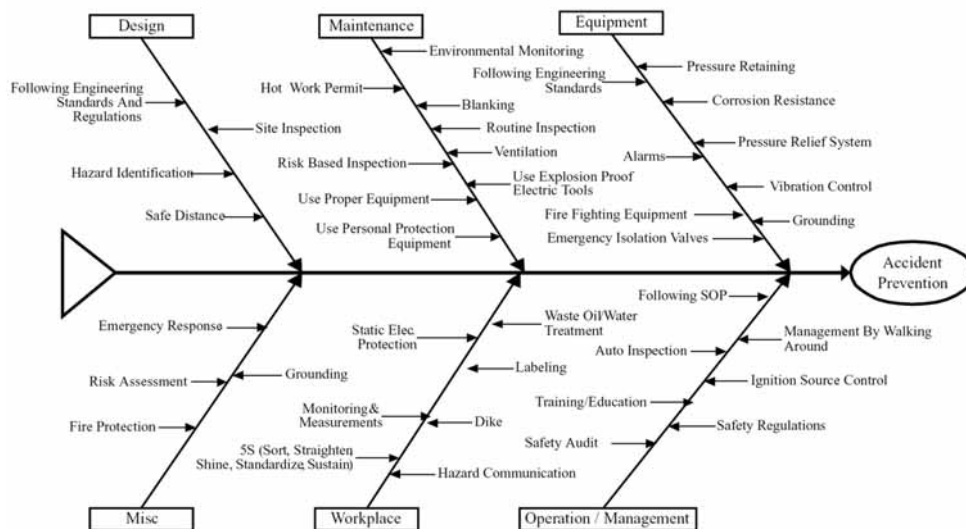 Design
Maintenance
Equipment
Following Engineering
Standards And
Regulations
Site Inspection
Hazard Identification
Safe Distance
Environmental Monitoring
Hot Work Permit
Blanking
Routine Inspection
Ventilation
Risk Based Inspection
Use Explosion Proof
Electric Tools
Use Proper Equipment
Use Personal Protection
Equipment
Pressure Retaining
Following Engineering
Standards
Corrosion Resistance
Pressure Relief System
Alarms
Vibration Control
Fire Fighting Equipment
Grounding
Emergency Isolation Valves
Accident
Prevention
Emergency Response
Grounding
Risk Assessment
Fire Protection
Waste Oil/Water
Treatment
Static Elec.
Protection
Labeling
Monitoring&
Measurements
Dike
5S (Sort, Straighten
Shine, Standardize, Sustain)
Hazard Communication
Following SOP
Management By Walking
Around
Auto Inspection
Ignition Source Control
Training/Education
Safety Regulations
Safety Audit
Misc
Workplace
Operation / Management